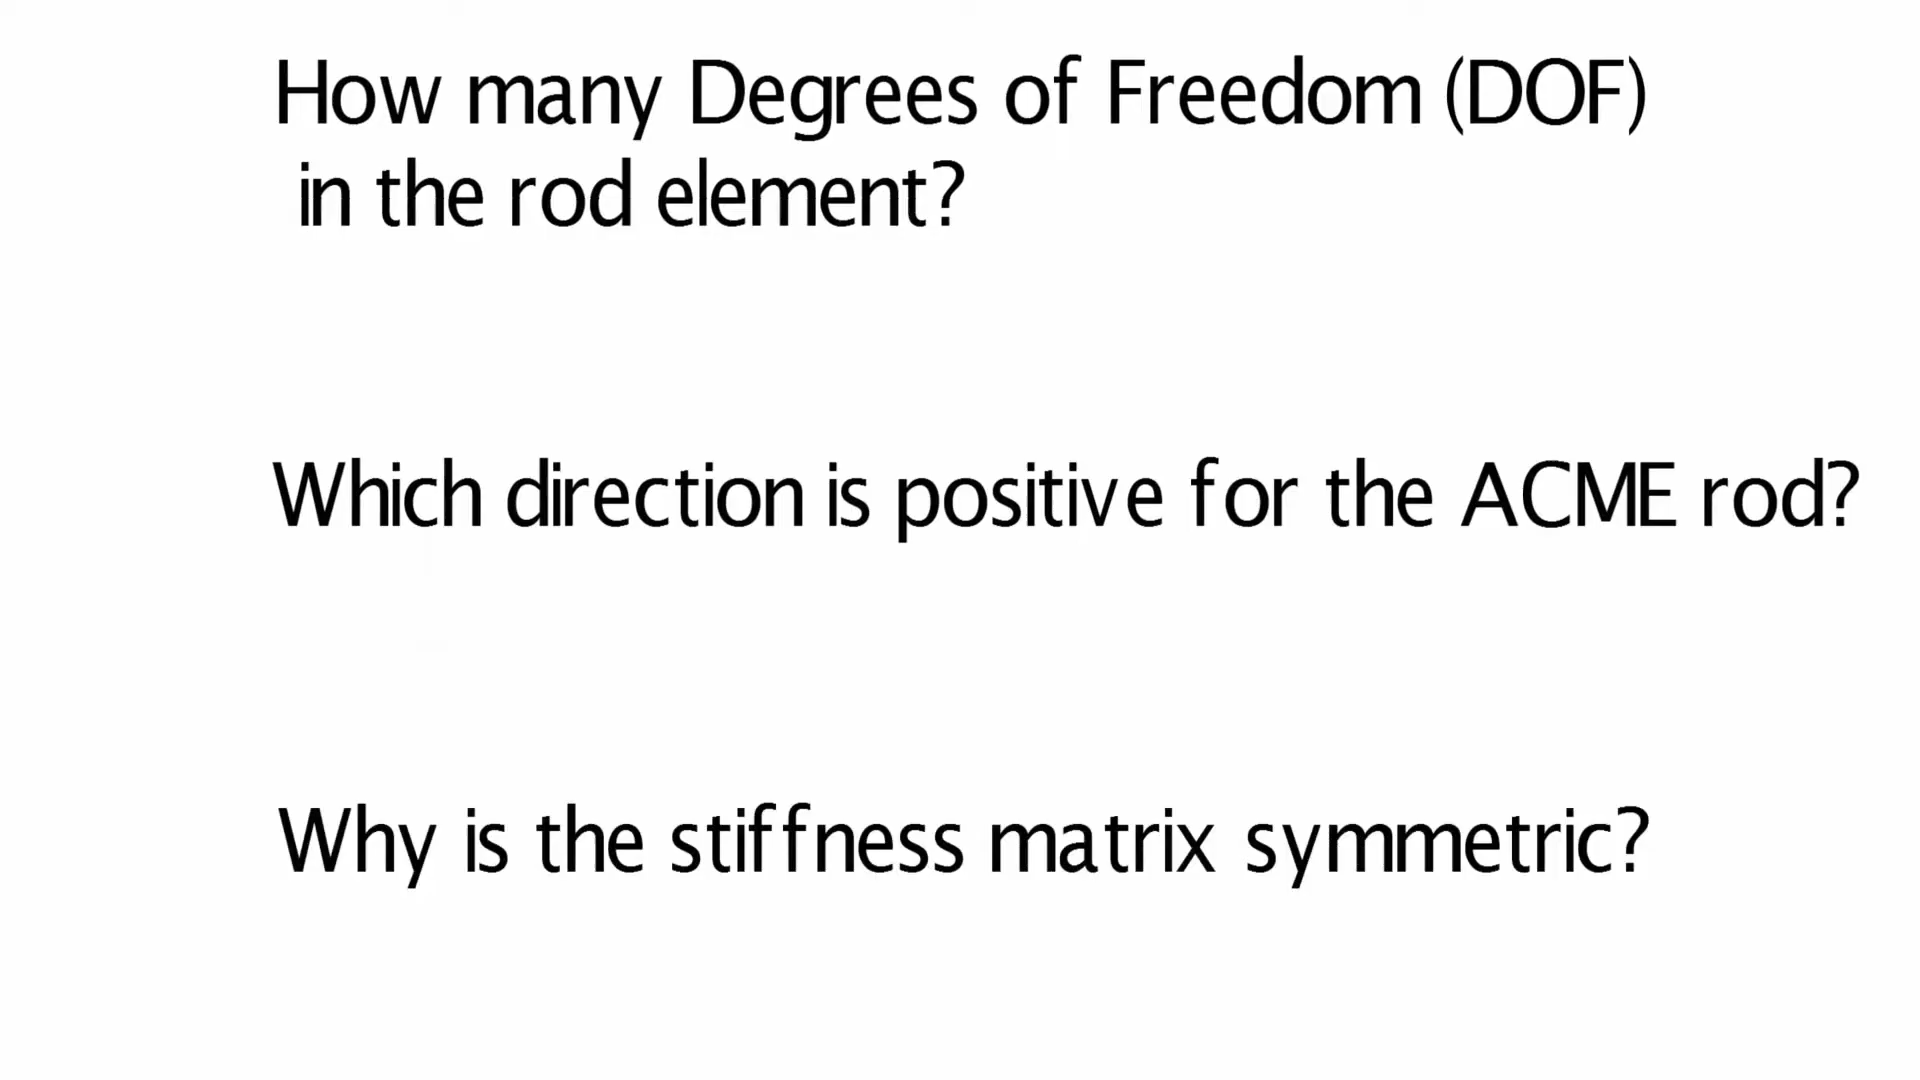 How many Degrees of Freedom (DOF)
in the rod element?
Which direction is positive for the ACME rod?
Why is the stiffness matrix symmetric?